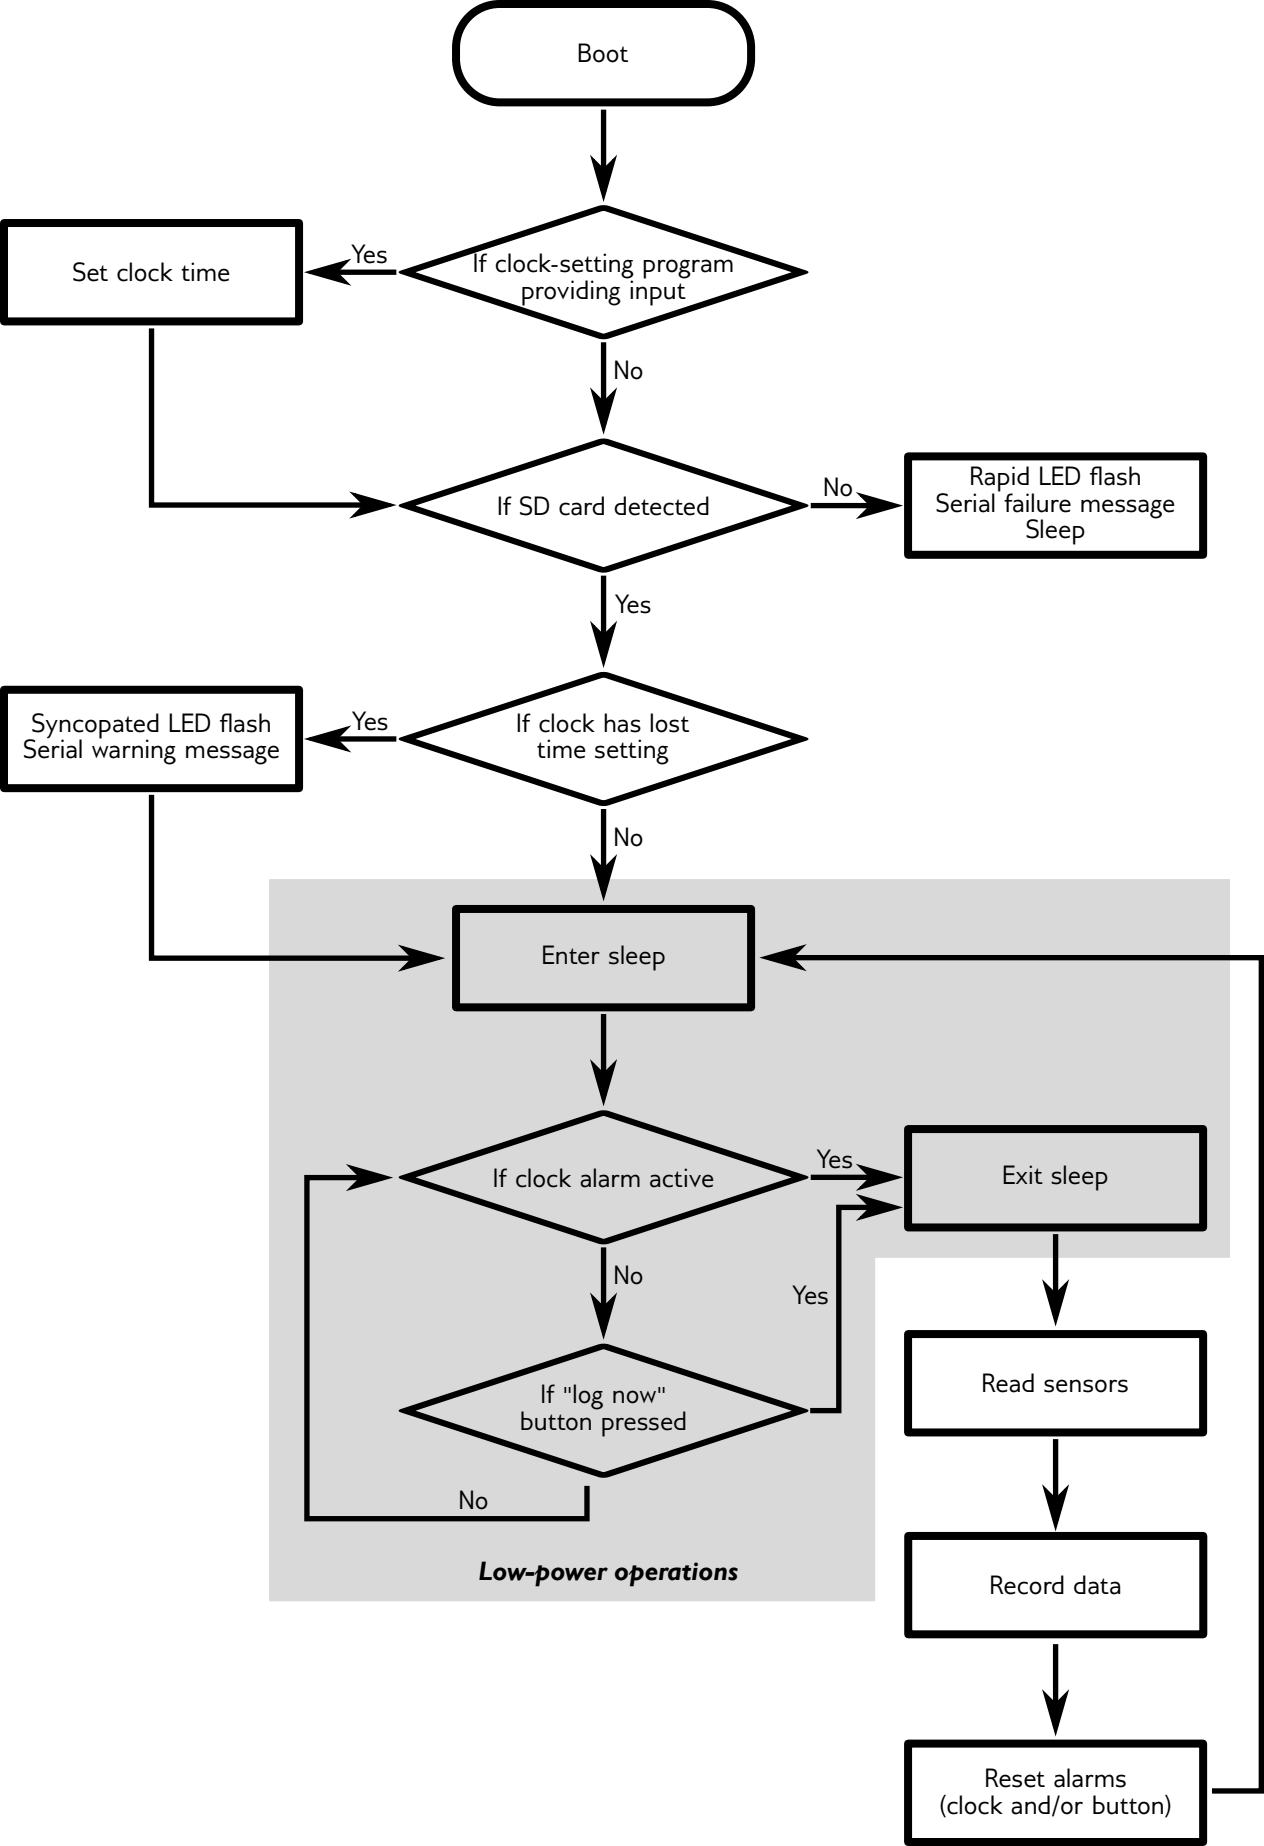 Boot
Set clock time
Yes
If clock-setting program
providing input
No
If SD card detected
No
Rapid LED flash
Serial failure message
Sleep
Yes
Syncopated LED flash
Serial warning message
Yes
If clock has lost
time setting
No
Enter sleep
If clock alarm active
Yes
Exit sleep
No
Yes
If "log now"
button pressed
Read sensors
No
Low-power operations
Record data
Reset alarms
(clock and/or button)